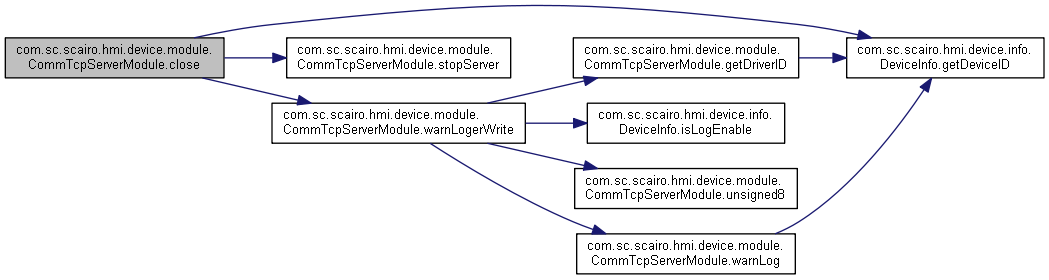 com.sc.scairo.hmi.device.module.
CommTcpServerModule.close
com.sc.scairo.hmi.device.module.
CommTcpServerModule.stopServer
com.sc.scairo.hmi.device.module.
CommTcpServerModule.warnLogerWrite
com.sc.scairo.hmi.device.module.
CommTcpServerModule.getDriverID
com.sc.scairo.hmi.device.info.
DeviceInfo.isLogEnable
com.sc.scairo.hmi.device.module.
CommTcpServerModule.unsigned8
com.sc.scairo.hmi.device.module.
CommTcpServerModule.warnLog
com.sc.scairo.hmi.device.info.
DeviceInfo.getDeviceID